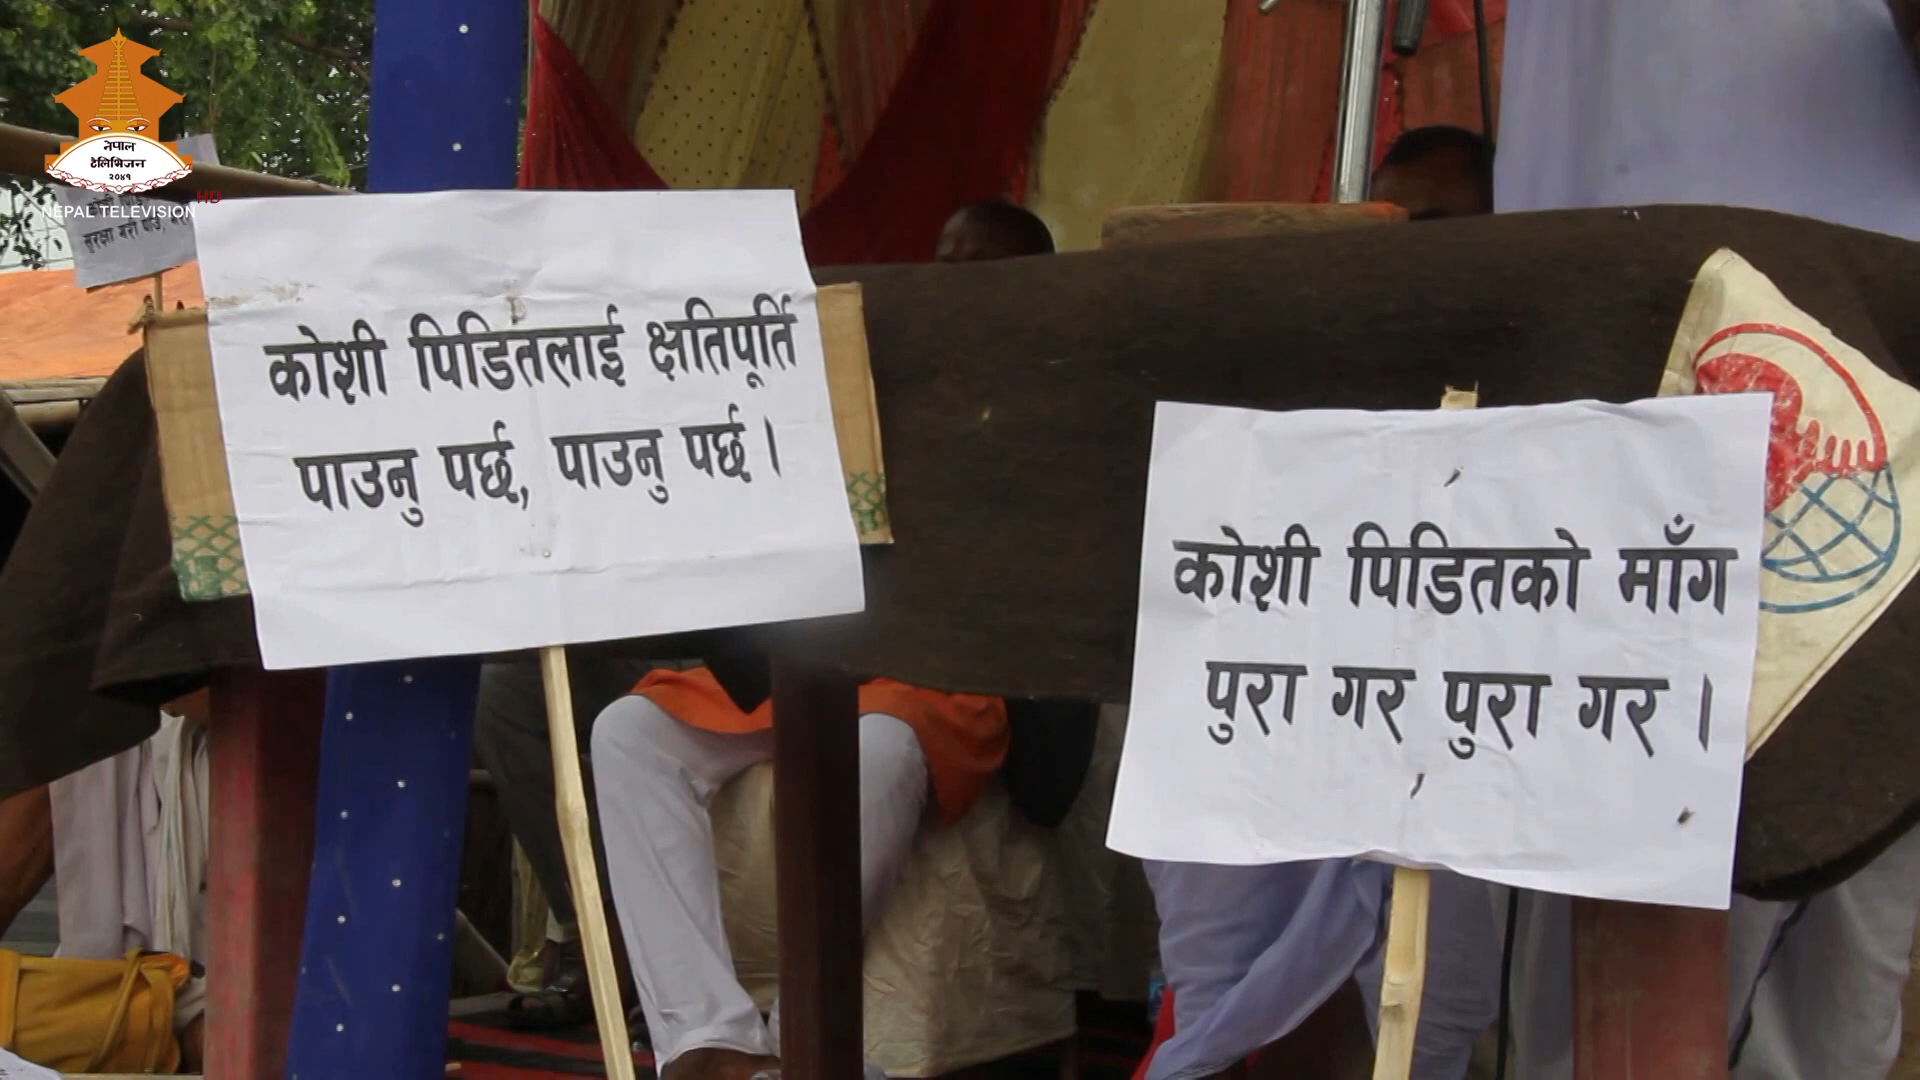 नेपाल
टेलिभिजन
२०४१
HD
NEPAL TELEVISION
कोशी पिडितलाई क्षतिपूर्ति
पाउनु पर्छ, पाउनु पर्छ ।
कोशी पिडितको माँग
पुरा गर पुरा गर ।